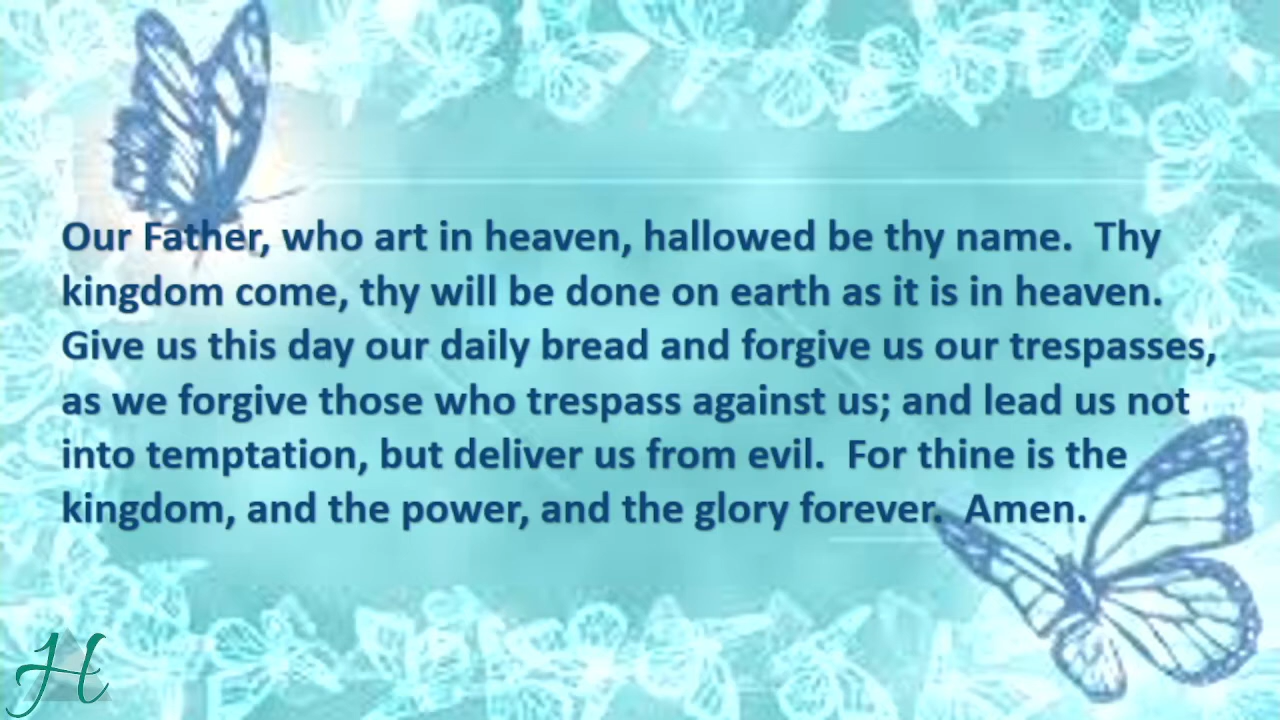 Our Father, who art in heaven, hallowed be thy name.  Thy
kingdom come, thy will be done on earth as it is in heaven.
Give us this day our daily bread and forgive us our trespasses,
as we forgive those who trespass against us; and lead us not
into temptation, but deliver us from evil.  For thine is the
kingdom, and the power, and the glory forever.  Amen.
H